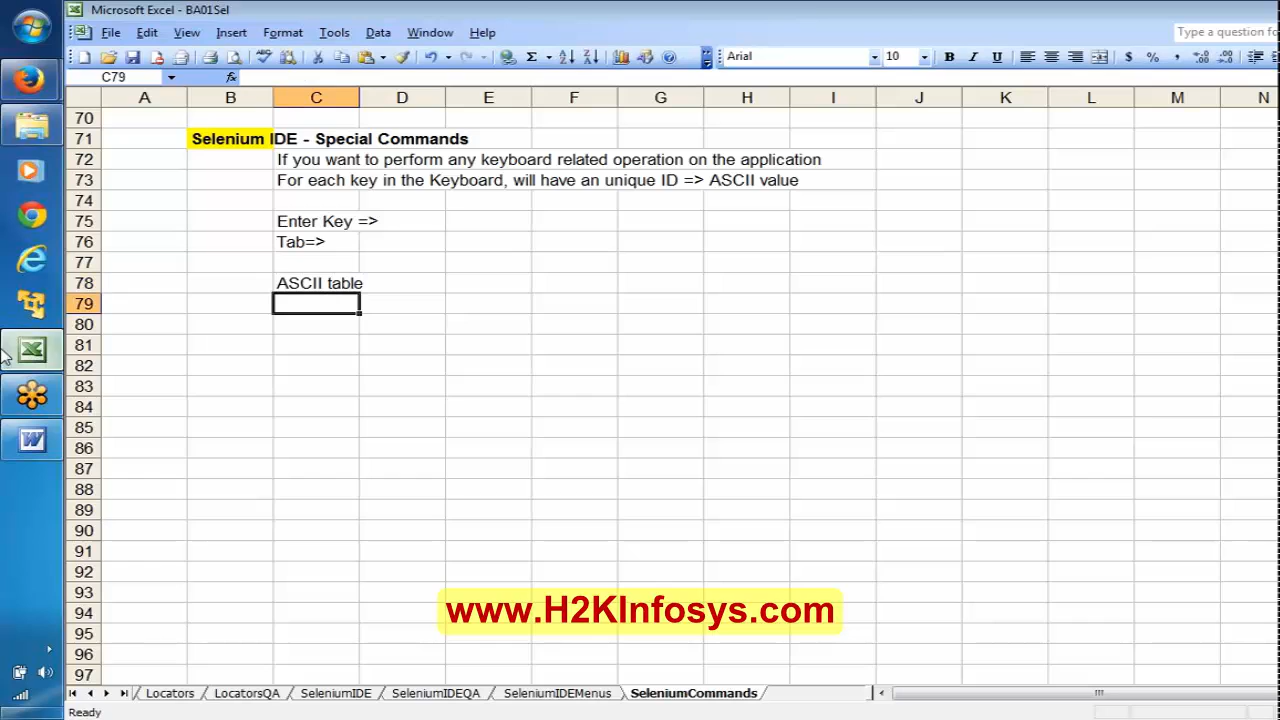 Microsoft Excel - BA01Sel
File Edit View Insert Format Tools Data Window Help
Type a question for
Arial 10 B I U $ % ,
C79 fx
A B C D E F G H I J K L M N
70
71 Selenium IDE - Special Commands
72 If you want to perform any keyboard related operation on the application
73 For each key in the Keyboard, will have an unique ID => ASCII value
74
75 Enter Key =>
76 Tab=>
77
78 ASCII table
79
80
81
82
83
84
85
86
87
88
89
90
91
92
93
94
www.H2KInfosys.com
95
96
97
Locators LocatorsQA SeleniumIDE SeleniumIDEQA SeleniumIDEMenus SeleniumCommands
Ready